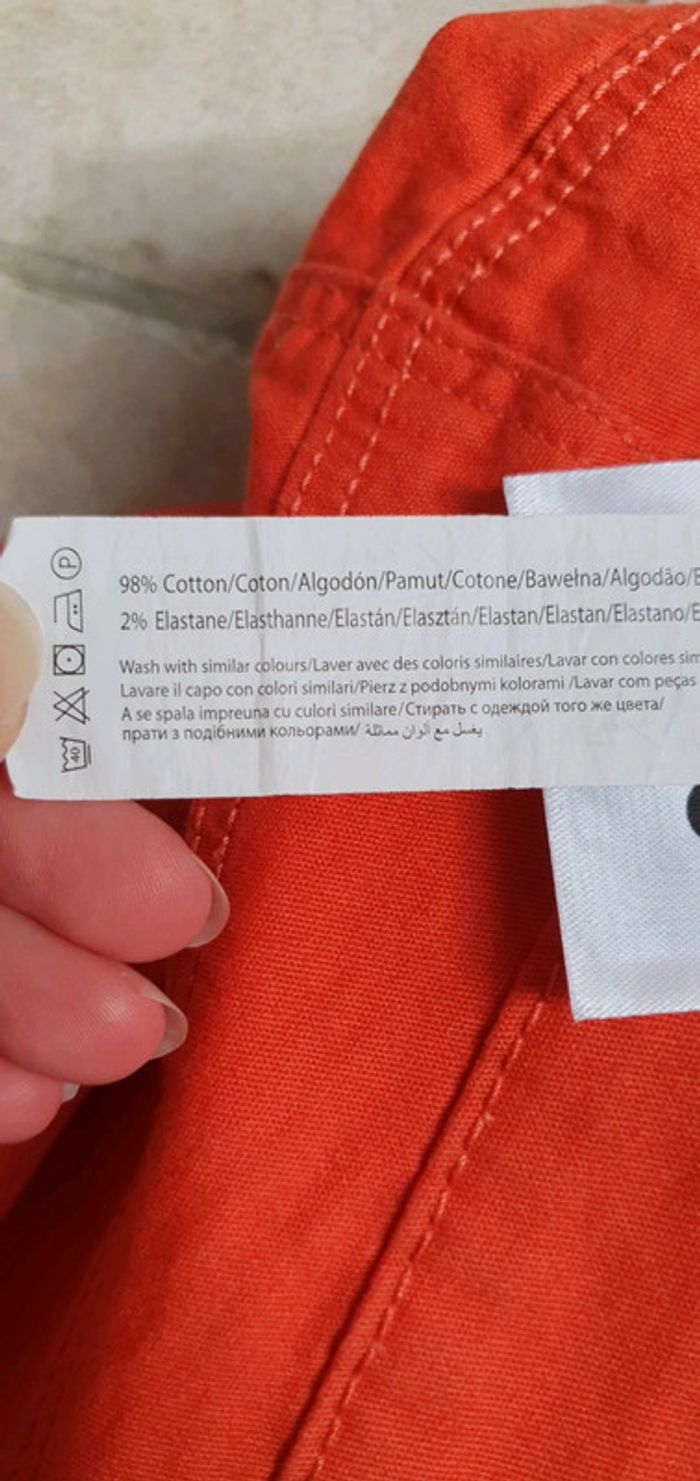 98% Cotton/Coton/Algodón/Pamut/Cotone/Bawełna/Algodão/
2% Elastane/Elasthanne/Elastán/Elasztán/Elastan/Elastan/Elastano/
Wash with similar colours/Laver avec des coloris similaires/Lavar con colores
Lavare il capo con colori similari/Pierz z podobnymi kolorami /Lavar com peças
A se spala impreuna cu culori similare/Стирать с одеждой того же цвета/
прати з подібними кольорами/ يغسل مع ألوان مماثلة
P
40